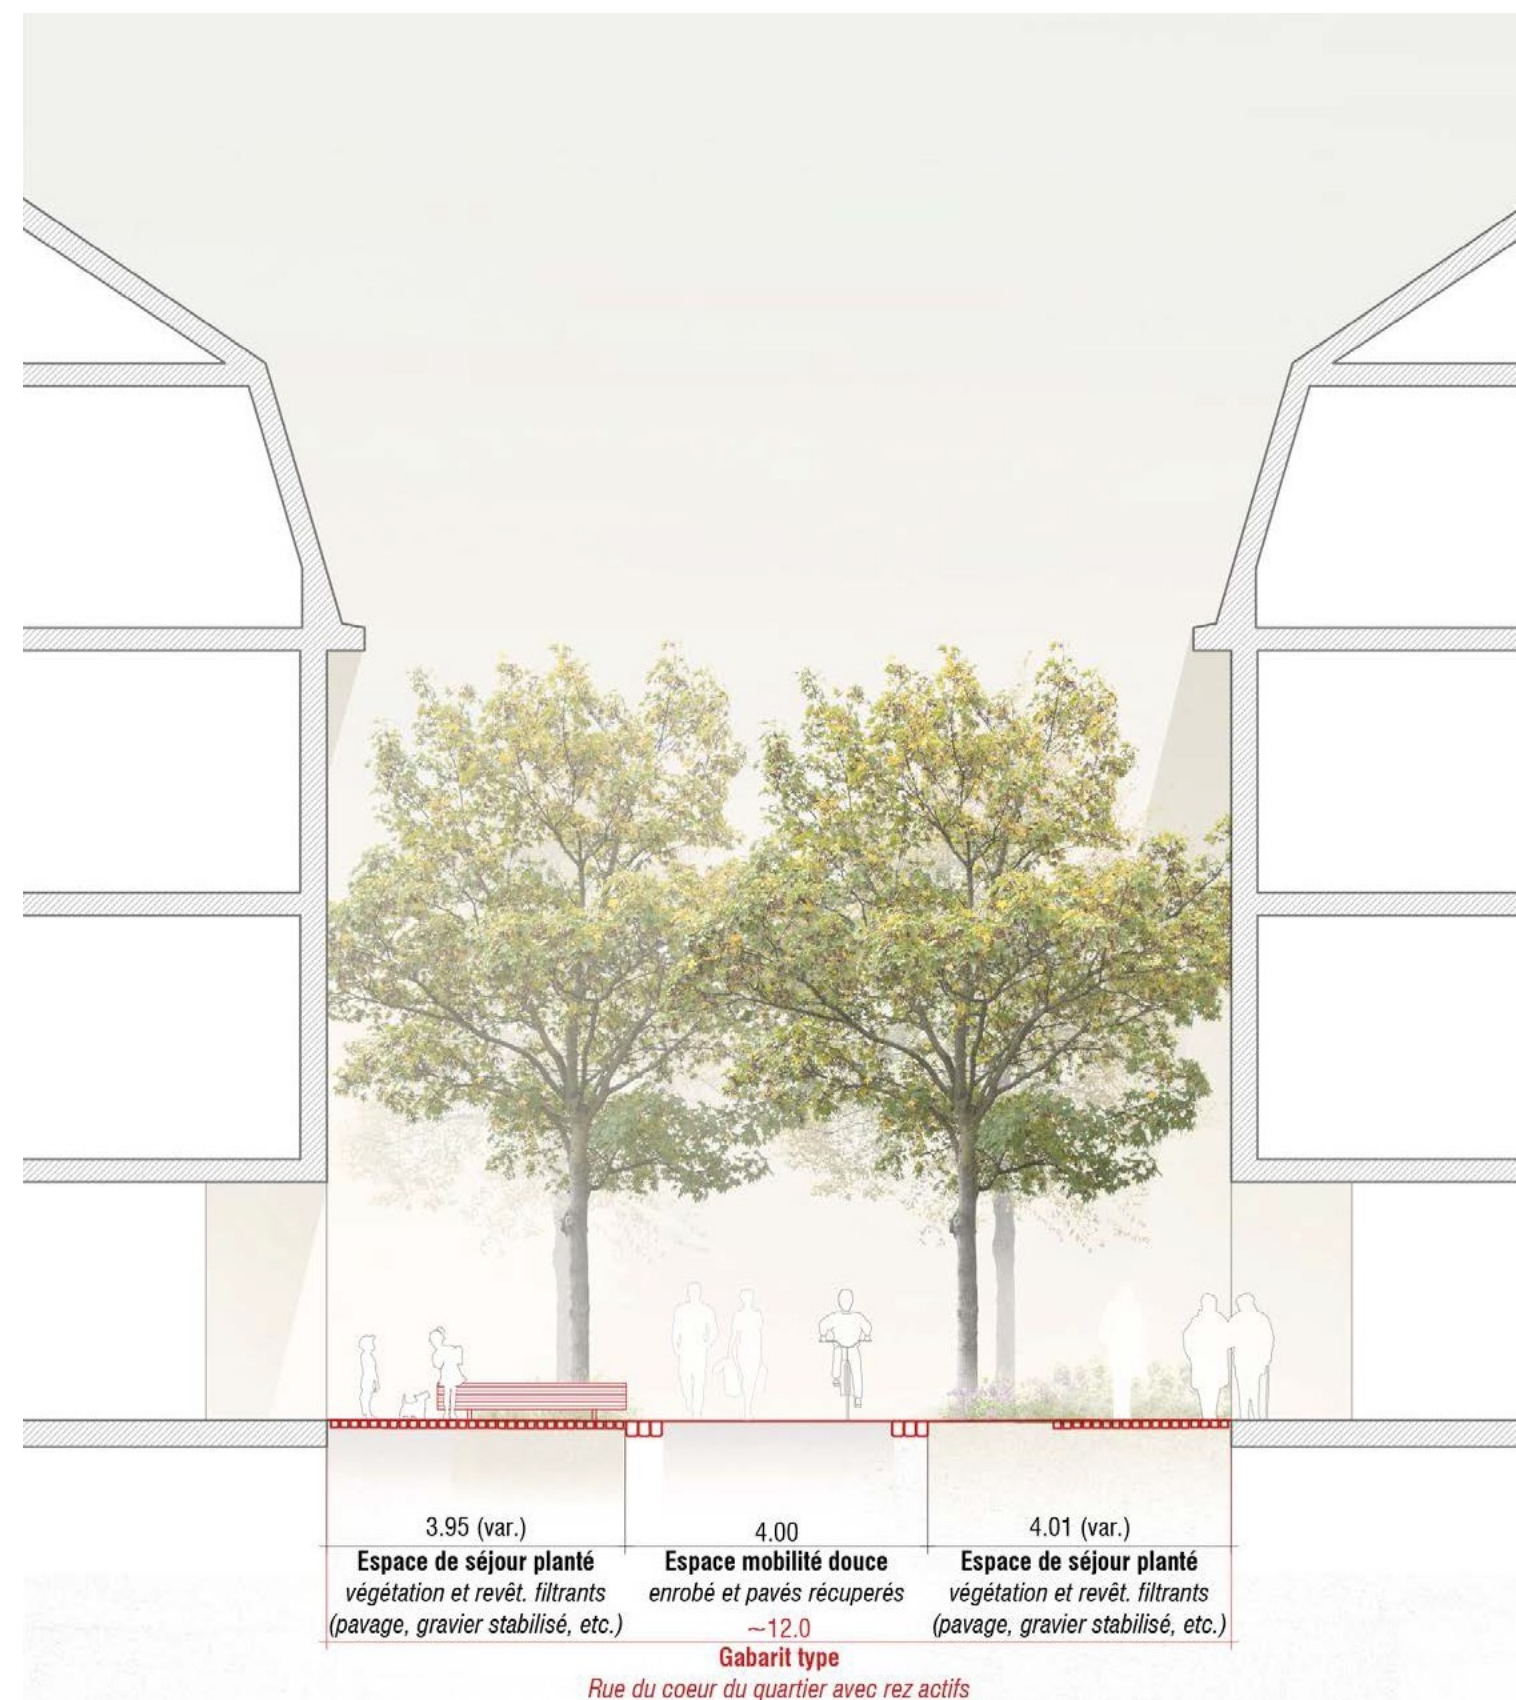 3.95 (var.)
Espace de séjour planté
végétation et revêt. filtrants
(pavage, gravier stabilisé, etc.)
4.00
Espace mobilité douce
enrobé et pavés récuperés
~12.0
4.01 (var.)
Espace de séjour planté
végétation et revêt. filtrants
(pavage, gravier stabilisé, etc.)
Gabarit type
Rue du coeur du quartier avec rez actifs